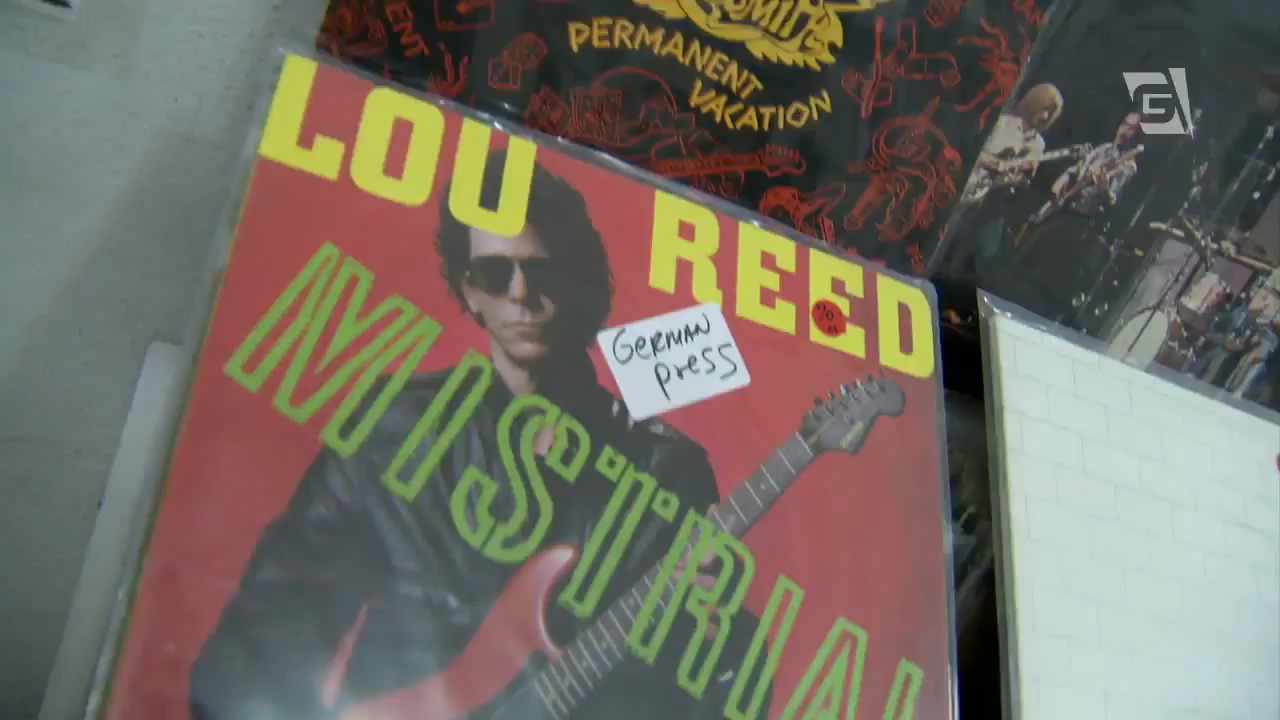 PERMANENT
VACATION
LOU REED
MISTRIAL
GERMAN
press
G